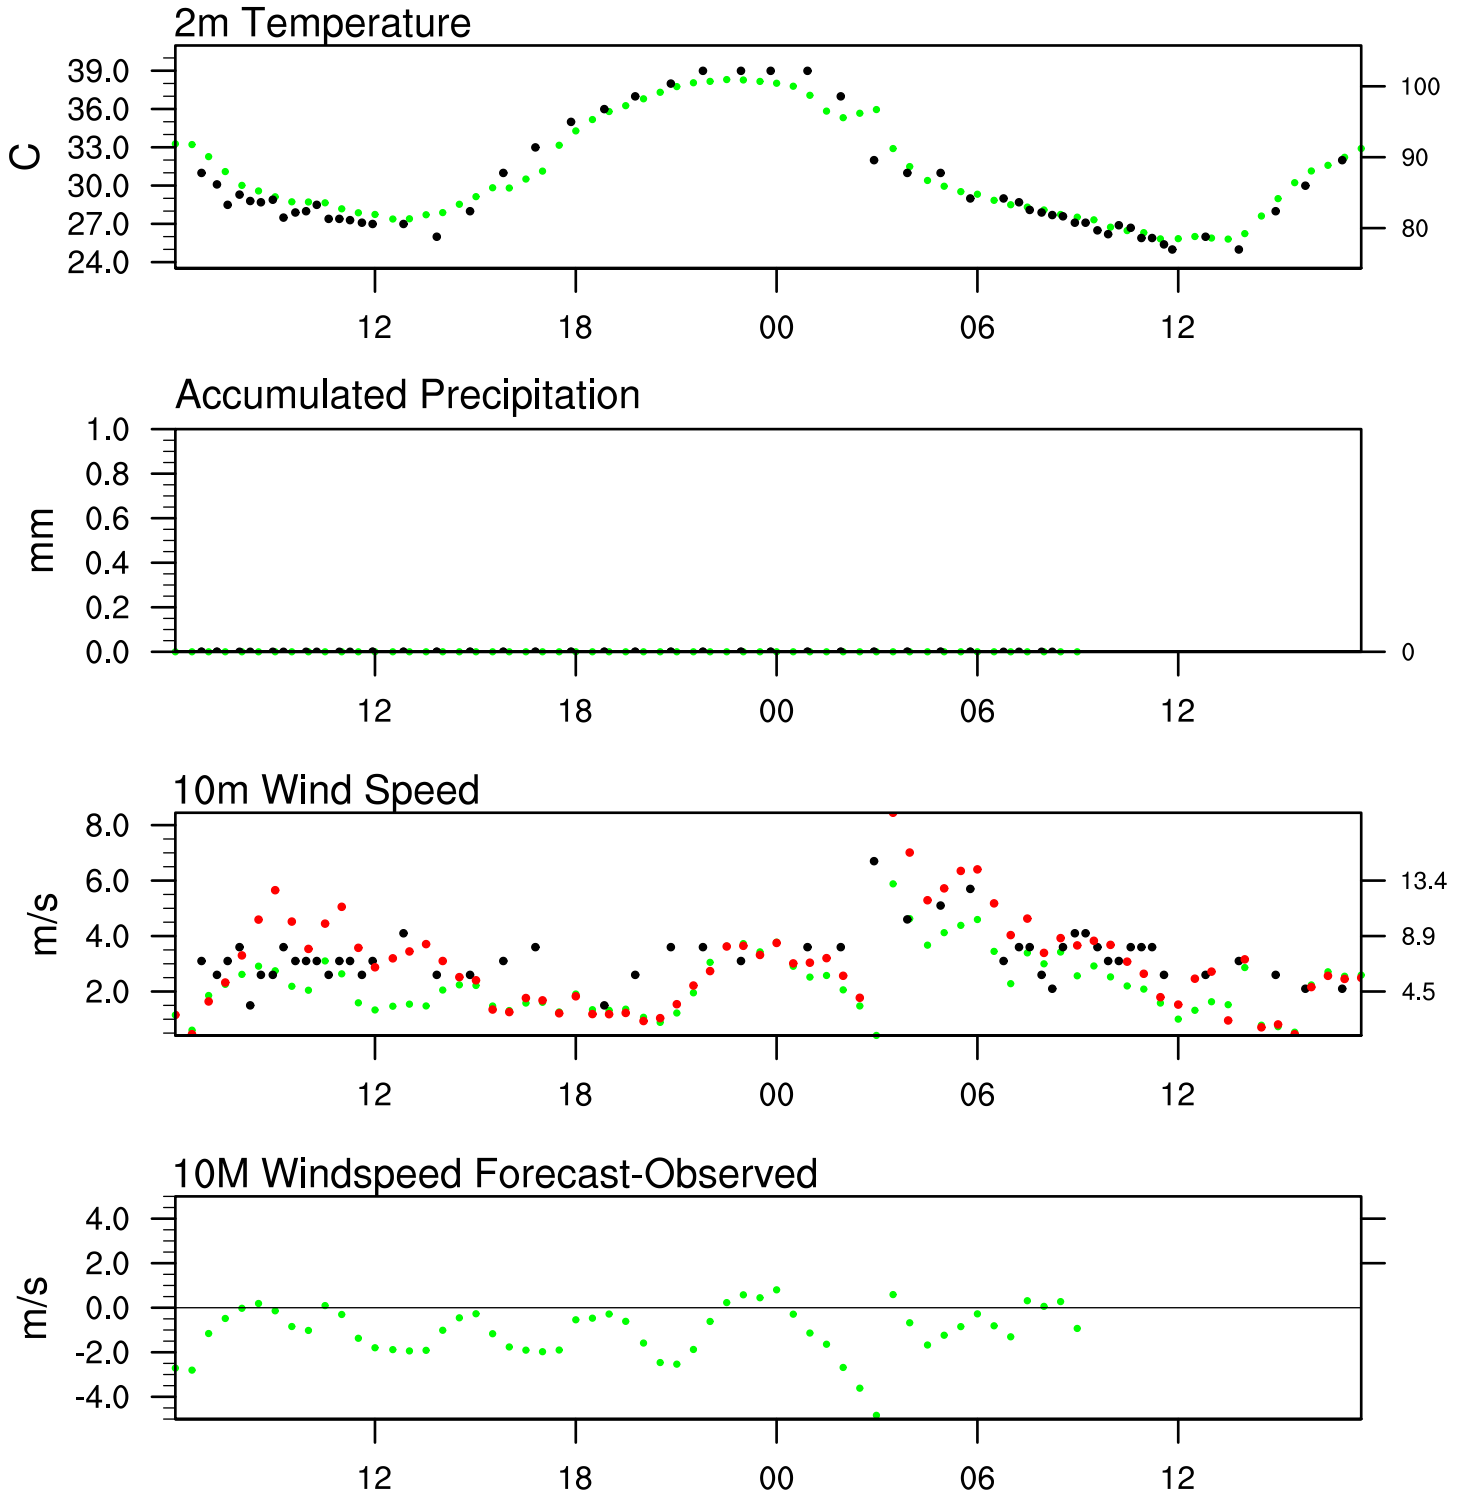 2m Temperature
39.0
36.0
33.0
30.0
27.0
24.0
C
100
90
80
12 18 00 06 12
Accumulated Precipitation
1.0
0.8
0.6
0.4
0.2
0.0
mm
0
12 18 00 06 12
10m Wind Speed
8.0
6.0
4.0
2.0
m/s
13.4
8.9
4.5
12 18 00 06 12
10M Windspeed Forecast-Observed
4.0
2.0
0.0
-2.0
-4.0
m/s
12 18 00 06 12